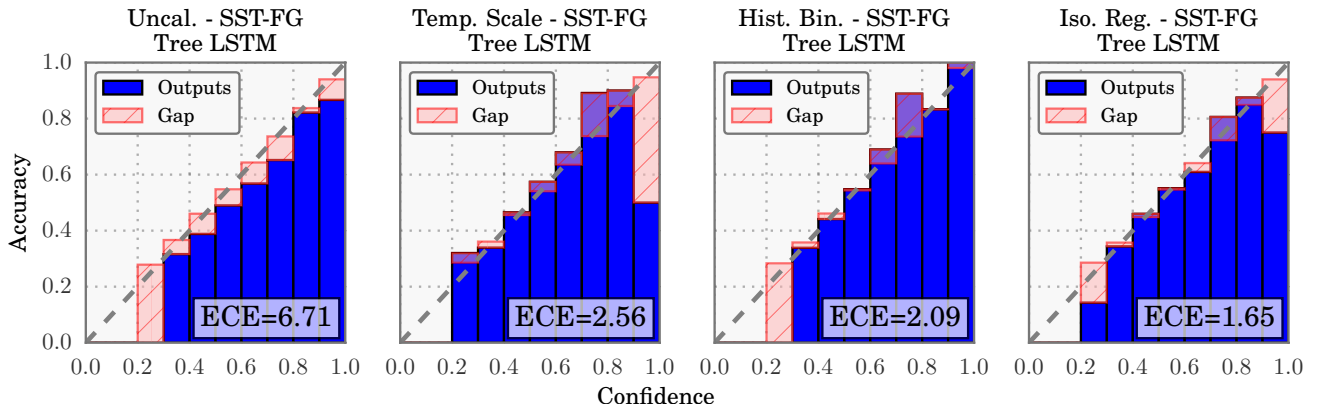 Uncal. - SST-FG
Tree LSTM
Temp. Scale - SST-FG
Tree LSTM
Hist. Bin. - SST-FG
Tree LSTM
Iso. Reg. - SST-FG
Tree LSTM
Accuracy
1.0
0.8
0.6
0.4
0.2
0.0
Outputs
Gap
ECE=6.71
Outputs
Gap
ECE=2.56
Outputs
Gap
ECE=2.09
Outputs
Gap
ECE=1.65
0.0 0.2 0.4 0.6 0.8 1.0
0.0 0.2 0.4 0.6 0.8 1.0
0.0 0.2 0.4 0.6 0.8 1.0
0.0 0.2 0.4 0.6 0.8 1.0
Confidence